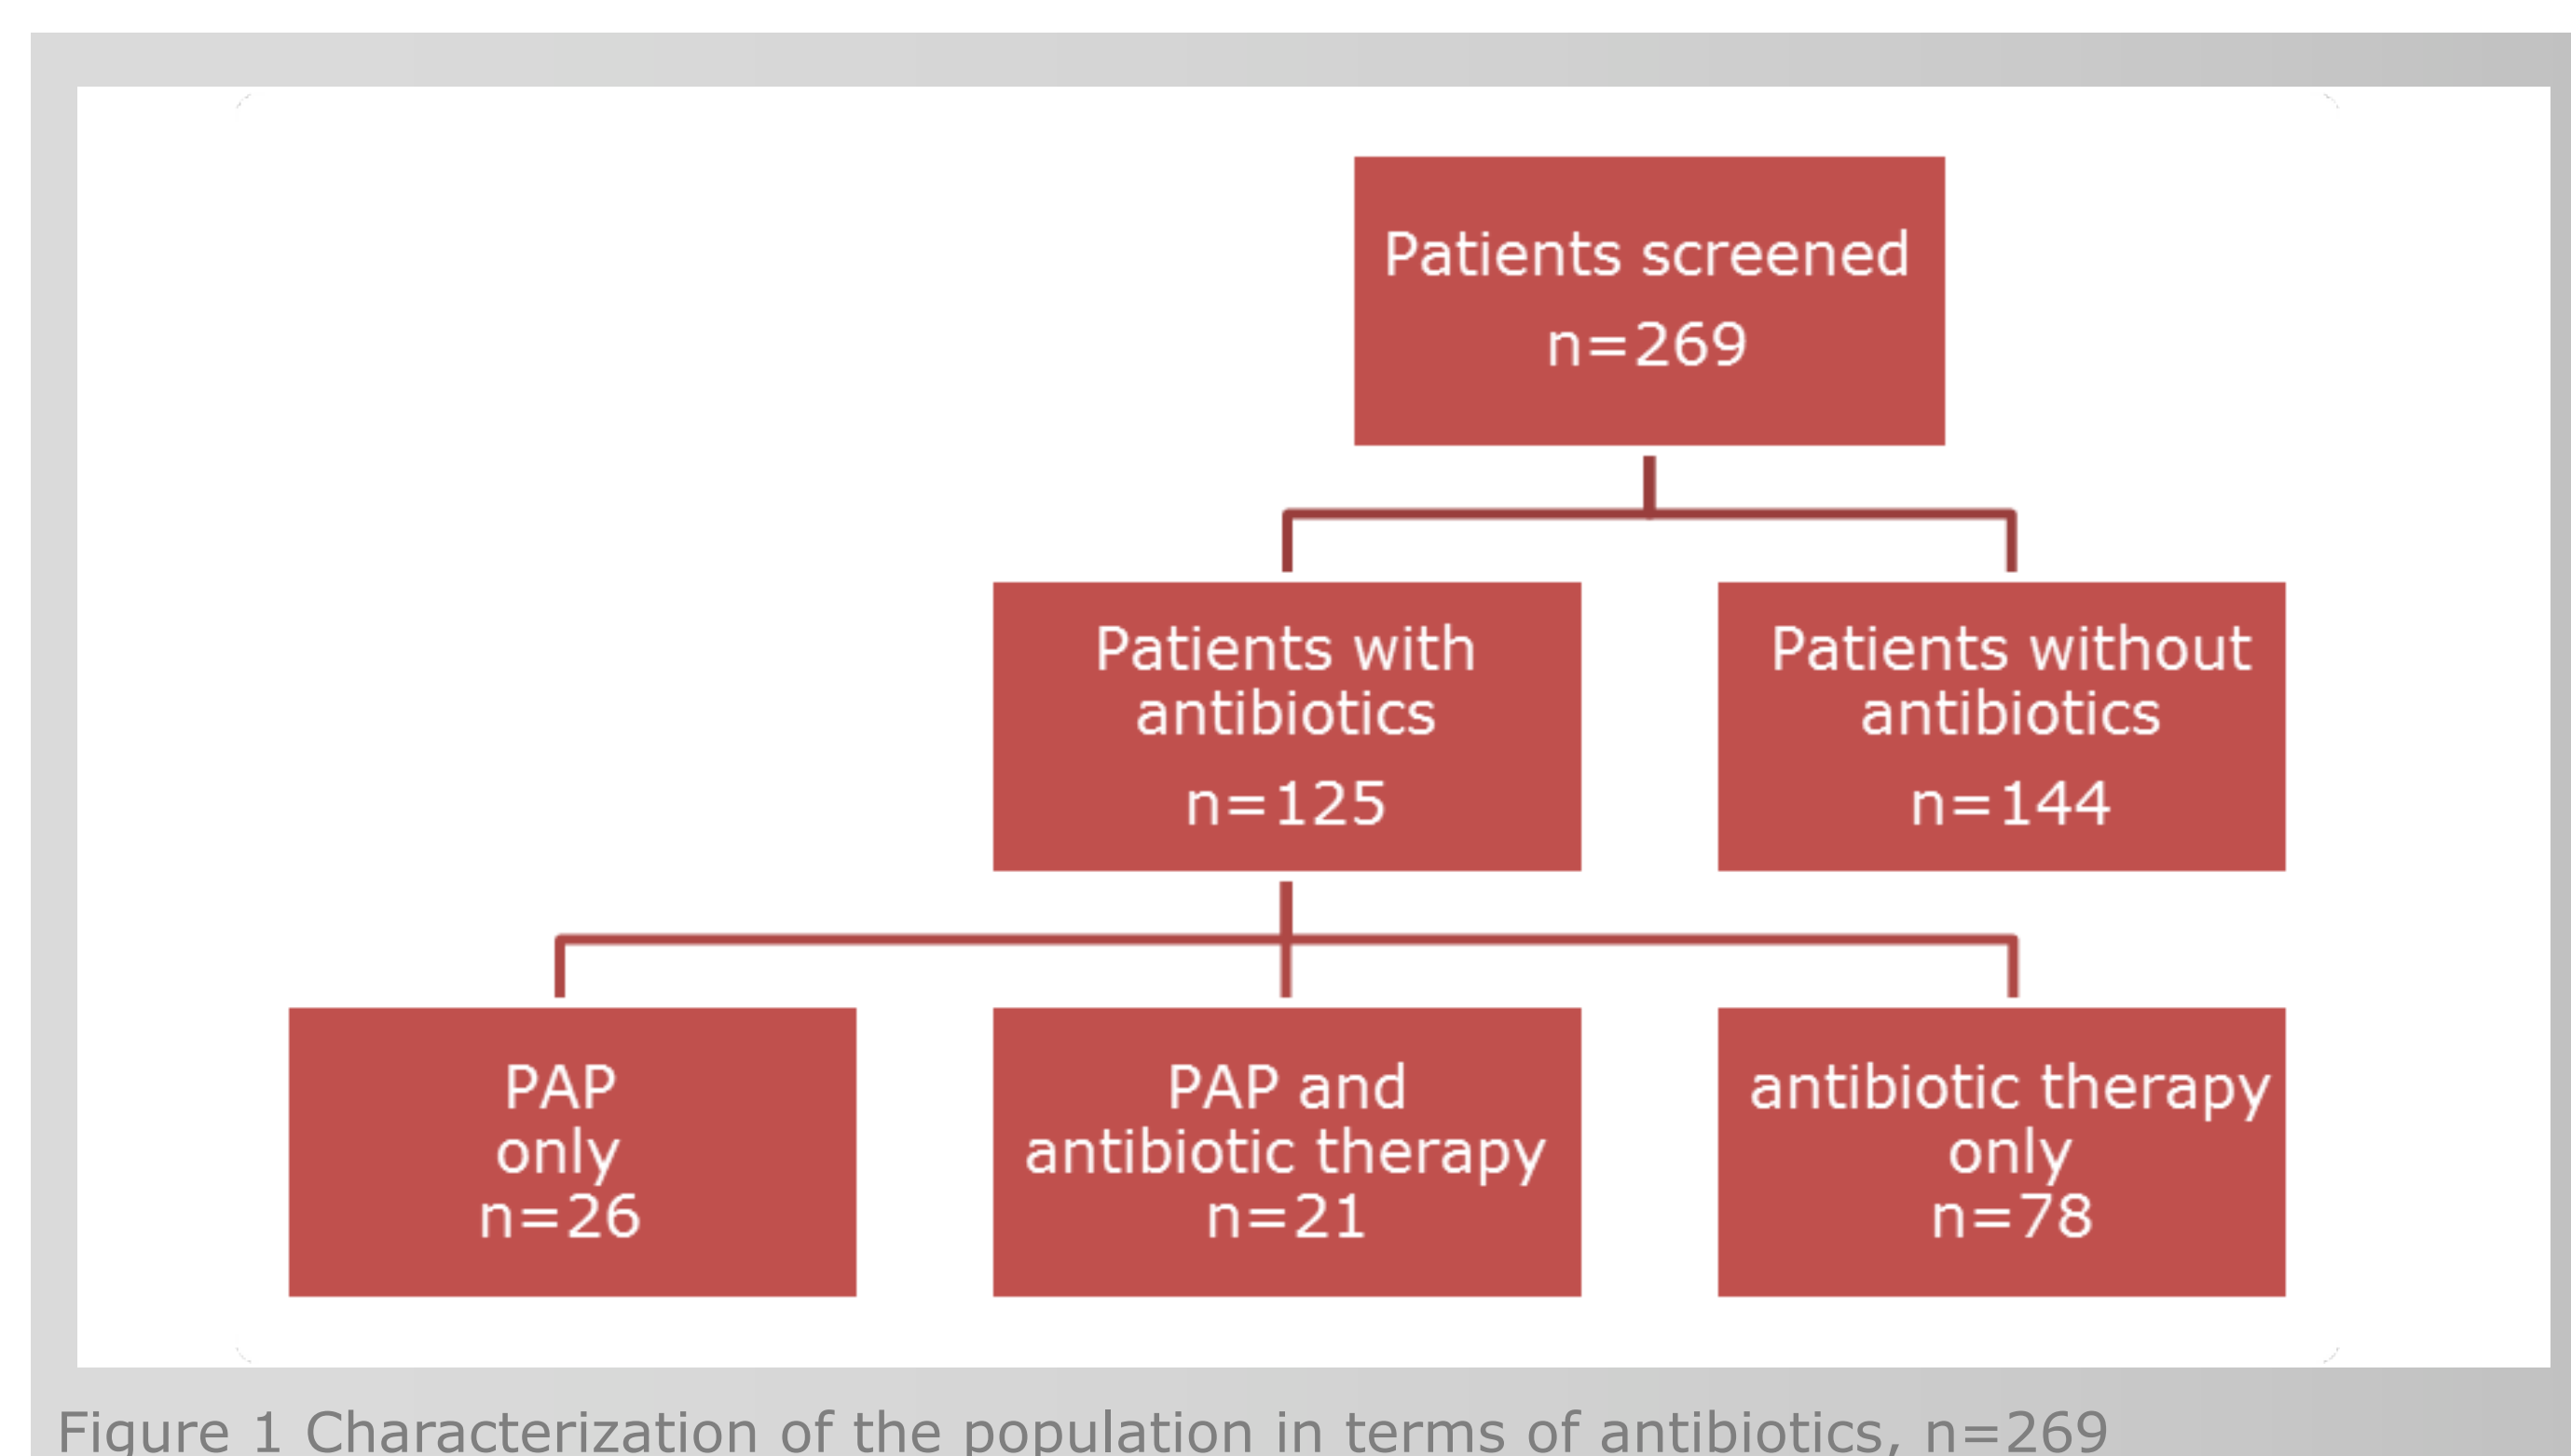 Patients screened
n=269
Patients with
antibiotics
n=125
Patients without
antibiotics
n=144
PAP
only
n=26
PAP and
antibiotic therapy
n=21
antibiotic therapy
only
n=78
Figure 1 Characterization of the population in terms of antibiotics, n=269